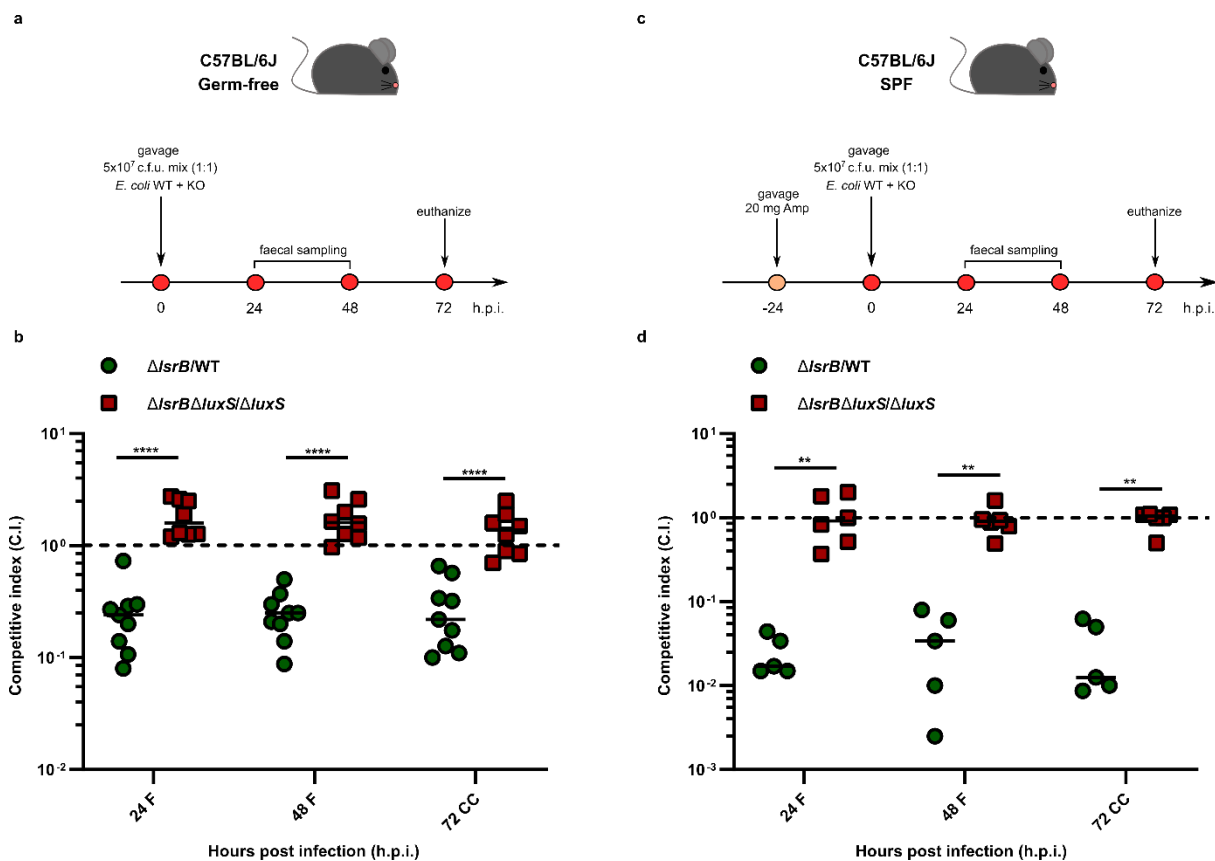 a
C57BL/6J
Germ-free
gavage
5x10⁷ c.f.u. mix (1:1)
E. coli WT + KO
euthanize
faecal sampling
0
24
48
72
h.p.i.
b
ΔlsrB/WT
ΔlsrBΔluxS/ΔluxS
Competitive index (C.I.)
10¹
10⁰
10⁻¹
10⁻²
****
****
****
24 F
48 F
72 CC
Hours post infection (h.p.i.)
c
C57BL/6J
SPF
gavage
20 mg Amp
gavage
5x10⁷ c.f.u. mix (1:1)
E. coli WT + KO
euthanize
faecal sampling
-24
0
24
48
72
h.p.i.
d
ΔlsrB/WT
ΔlsrBΔluxS/ΔluxS
Competitive index (C.I.)
10¹
10⁰
10⁻¹
10⁻²
10⁻³
**
**
**
24 F
48 F
72 CC
Hours post infection (h.p.i.)